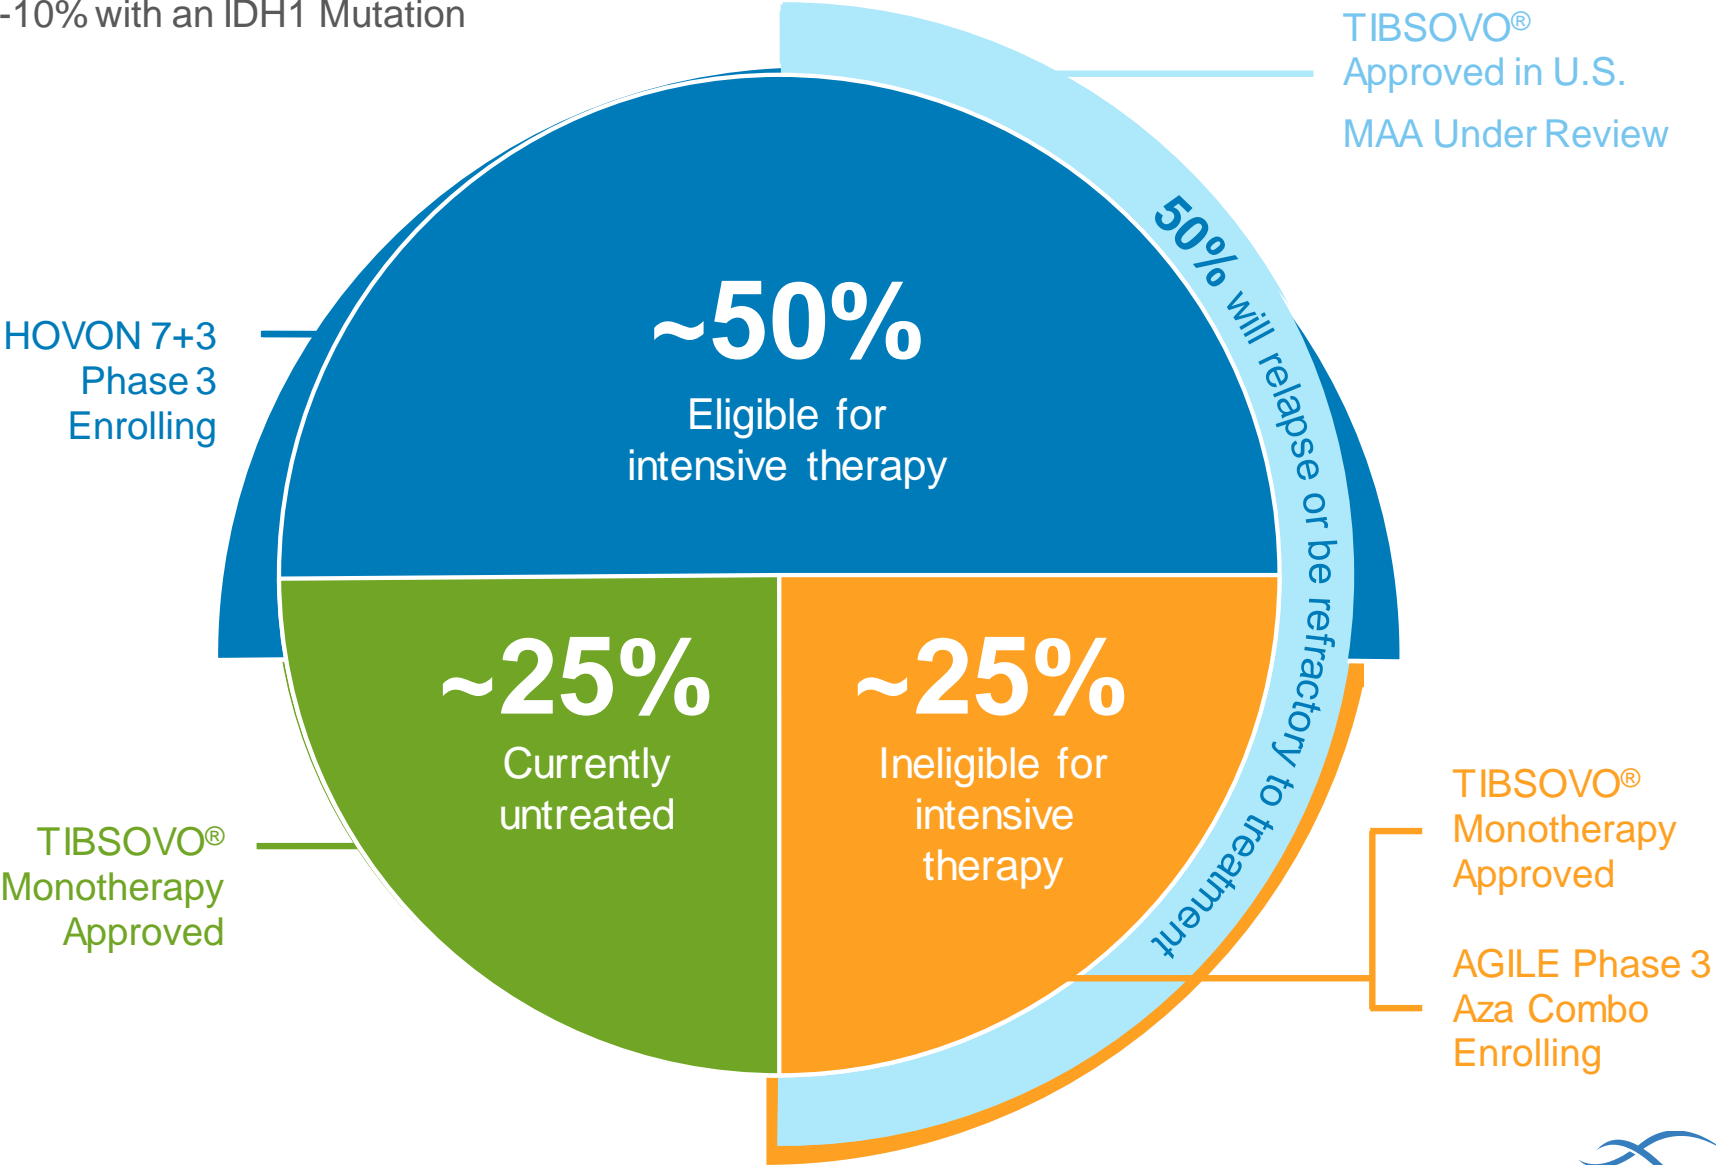 -10% with an IDH1 Mutation
TIBSOVO®
Approved in U.S.
MAA Under Review
50% will relapse or be refractory to treatment
HOVON 7+3
Phase 3
Enrolling
~50%
Eligible for
intensive therapy
~25%
Currently
untreated
~25%
Ineligible for
intensive
therapy
TIBSOVO®
Monotherapy
Approved
TIBSOVO®
Monotherapy
Approved
AGILE Phase 3
Aza Combo
Enrolling